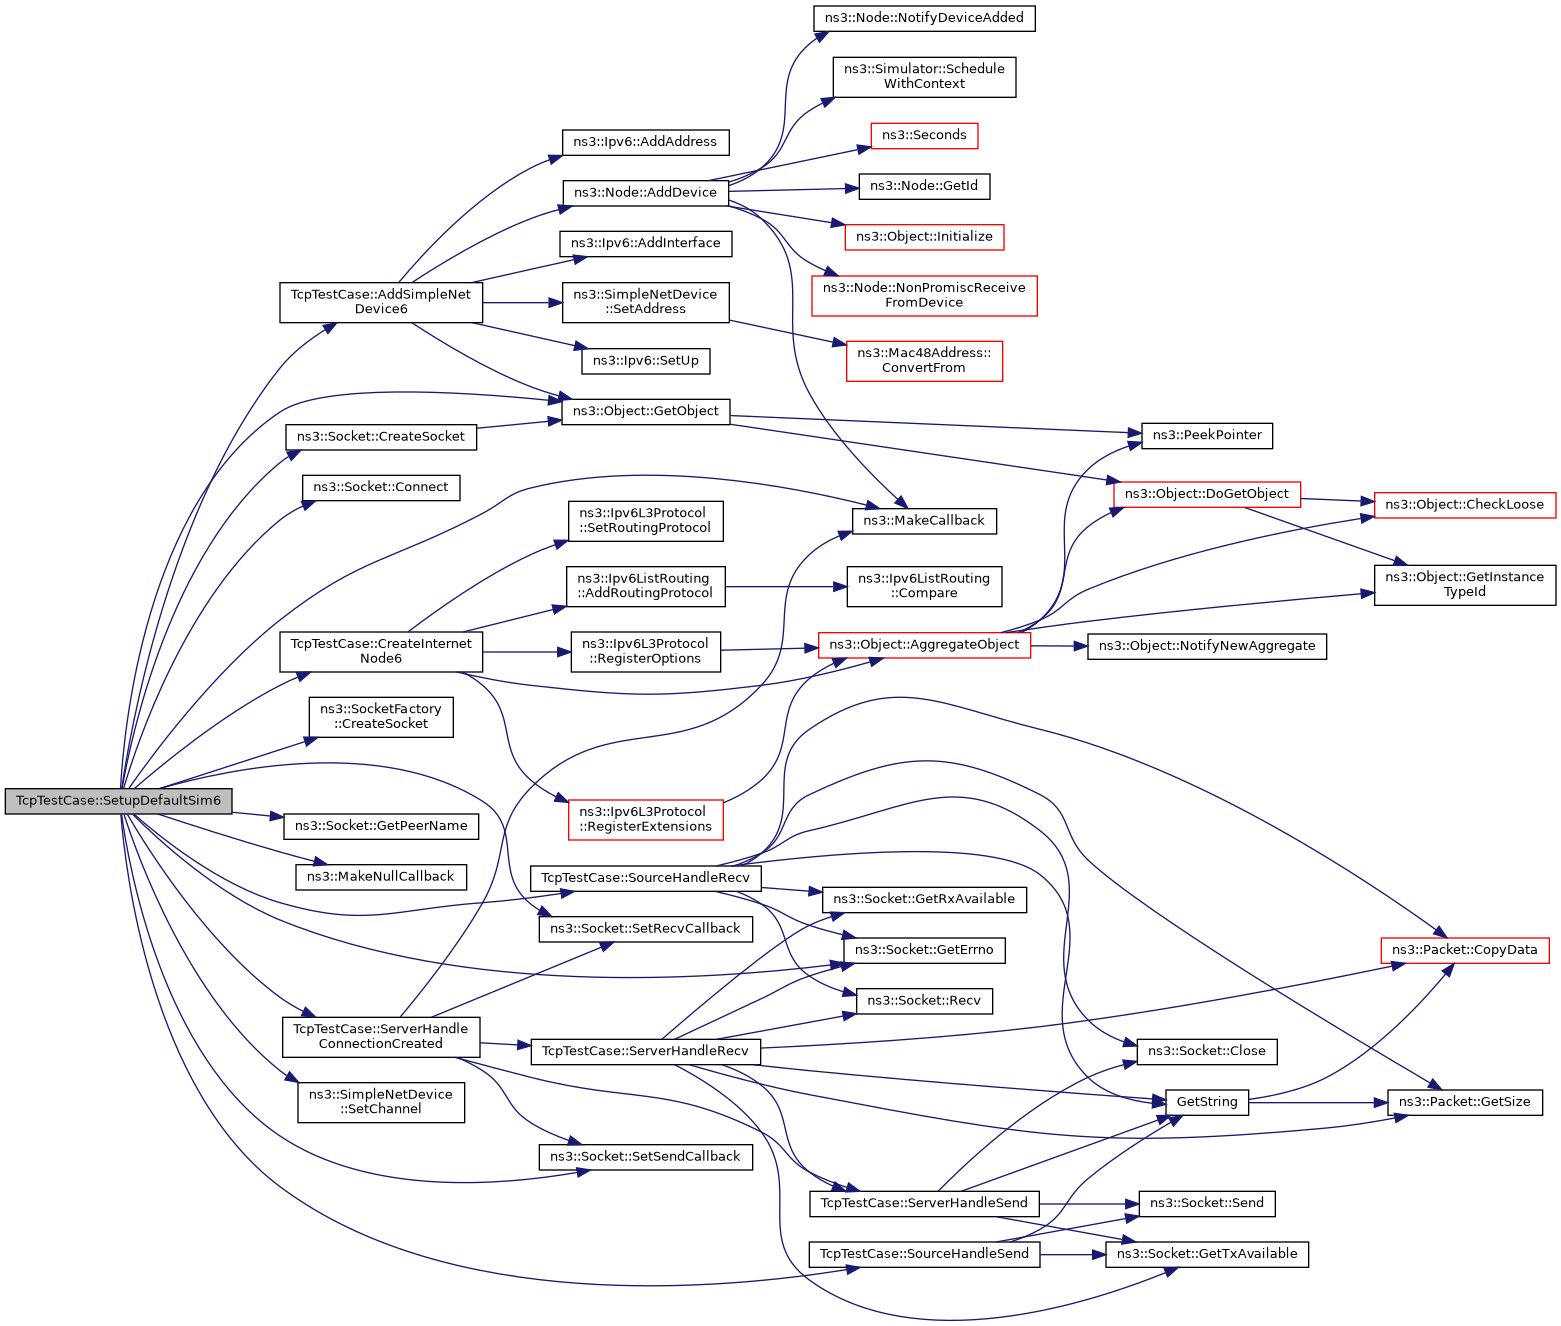 ns3::Node::NotifyDeviceAdded
ns3::Simulator::Schedule
WithContext
ns3::Ipv6::AddAddress
ns3::Seconds
ns3::Node::AddDevice
ns3::Node::GetId
ns3::Ipv6::AddInterface
ns3::Object::Initialize
TcpTestCase::AddSimpleNet
Device6
ns3::SimpleNetDevice
::SetAddress
ns3::Node::NonPromiscReceive
FromDevice
ns3::Ipv6::SetUp
ns3::Mac48Address::
ConvertFrom
ns3::Object::GetObject
ns3::Socket::CreateSocket
ns3::PeekPointer
ns3::Socket::Connect
ns3::Object::DoGetObject
ns3::Object::CheckLoose
ns3::Ipv6L3Protocol
::SetRoutingProtocol
ns3::MakeCallback
ns3::Ipv6ListRouting
::AddRoutingProtocol
ns3::Ipv6ListRouting
::Compare
ns3::Object::GetInstance
TypeId
TcpTestCase::CreateInternet
Node6
ns3::Ipv6L3Protocol
::RegisterOptions
ns3::Object::AggregateObject
ns3::Object::NotifyNewAggregate
ns3::SocketFactory
::CreateSocket
TcpTestCase::SetupDefaultSim6
ns3::Socket::GetPeerName
ns3::Ipv6L3Protocol
::RegisterExtensions
ns3::MakeNullCallback
TcpTestCase::SourceHandleRecv
ns3::Socket::GetRxAvailable
ns3::Socket::SetRecvCallback
ns3::Socket::GetErrno
ns3::Packet::CopyData
ns3::Socket::Recv
TcpTestCase::ServerHandle
ConnectionCreated
TcpTestCase::ServerHandleRecv
ns3::Socket::Close
ns3::SimpleNetDevice
::SetChannel
GetString
ns3::Packet::GetSize
ns3::Socket::SetSendCallback
TcpTestCase::ServerHandleSend
ns3::Socket::Send
TcpTestCase::SourceHandleSend
ns3::Socket::GetTxAvailable